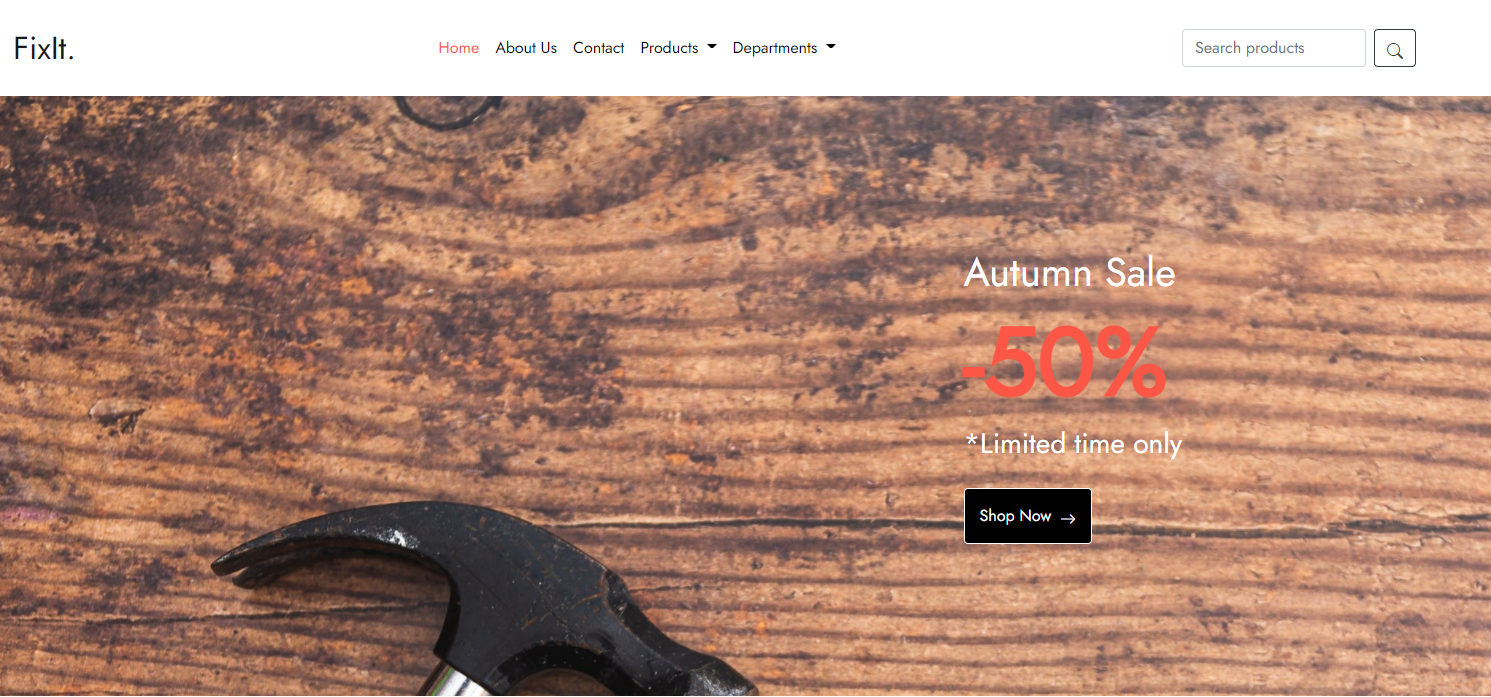 FixIt.
Home About Us Contact Products Departments
Search products
Autumn Sale
-50%
*Limited time only
Shop Now →